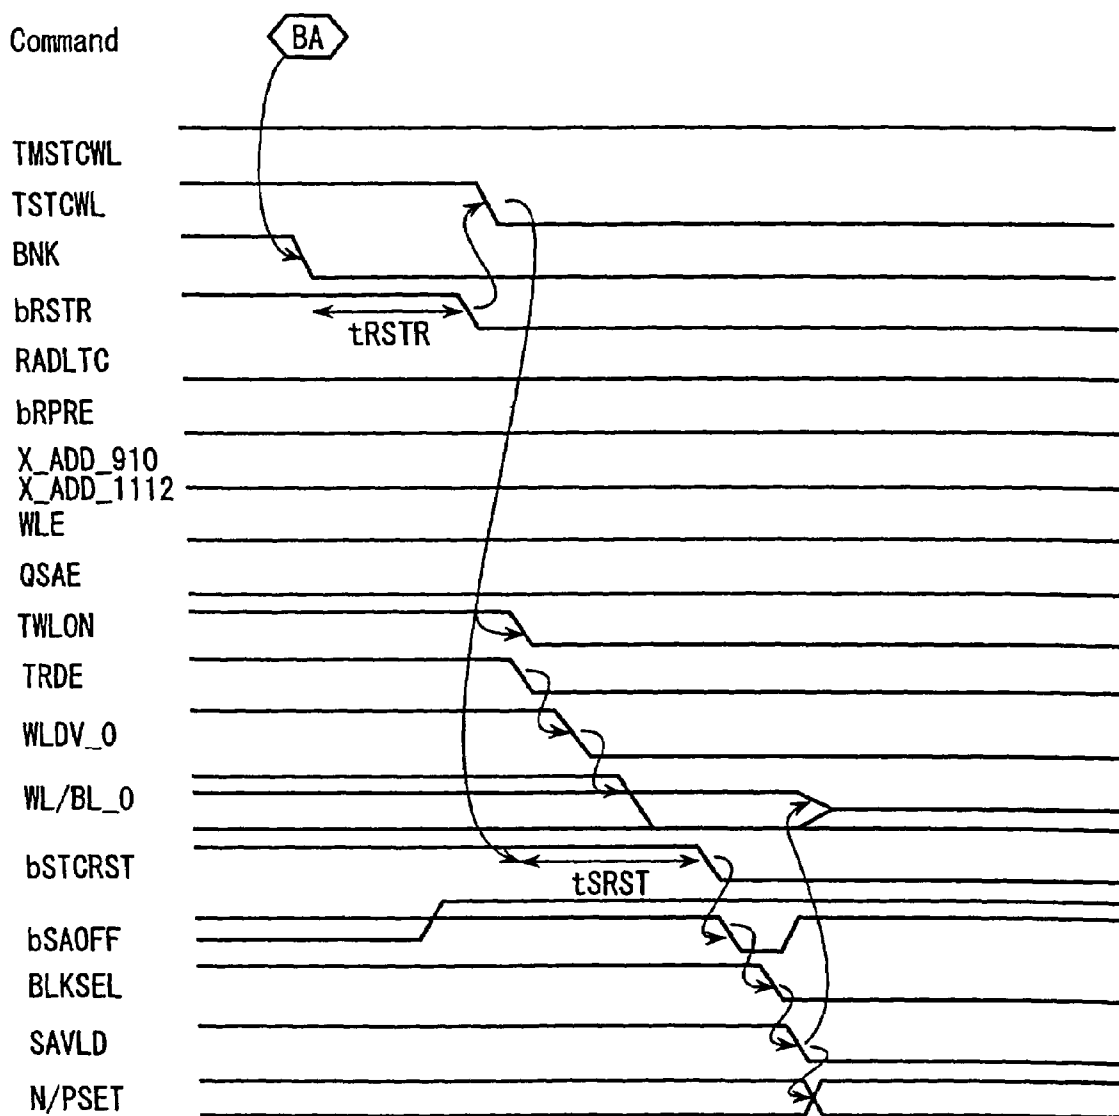 Command BA
TMSTCWL
TSTCWL
BNK
bRSTR
tRSTR
RADLTC
bRPRE
X_ADD_910
X_ADD_1112
WLE
QSAE
TWLON
TRDE
WLDV_0
WL/BL_0
bSTCRST
tSRST
bSAOFF
BLKSEL
SAVLD
N/PSET